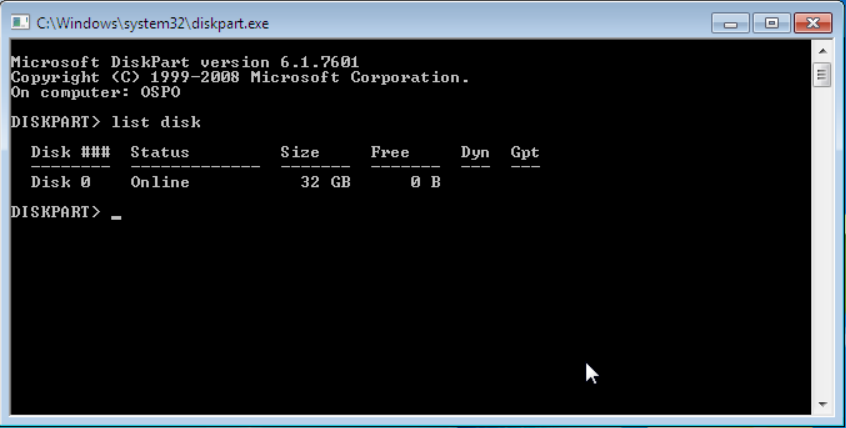 C:\Windows\system32\diskpart.exe
Microsoft DiskPart version 6.1.7601
Copyright (C) 1999-2008 Microsoft Corporation.
On computer: OSPO
DISKPART> list disk
  Disk ###  Status         Size     Free     Dyn  Gpt
  --------  -------------  -------  -------  ---  ---
  Disk 0    Online           32 GB      0 B
DISKPART> _